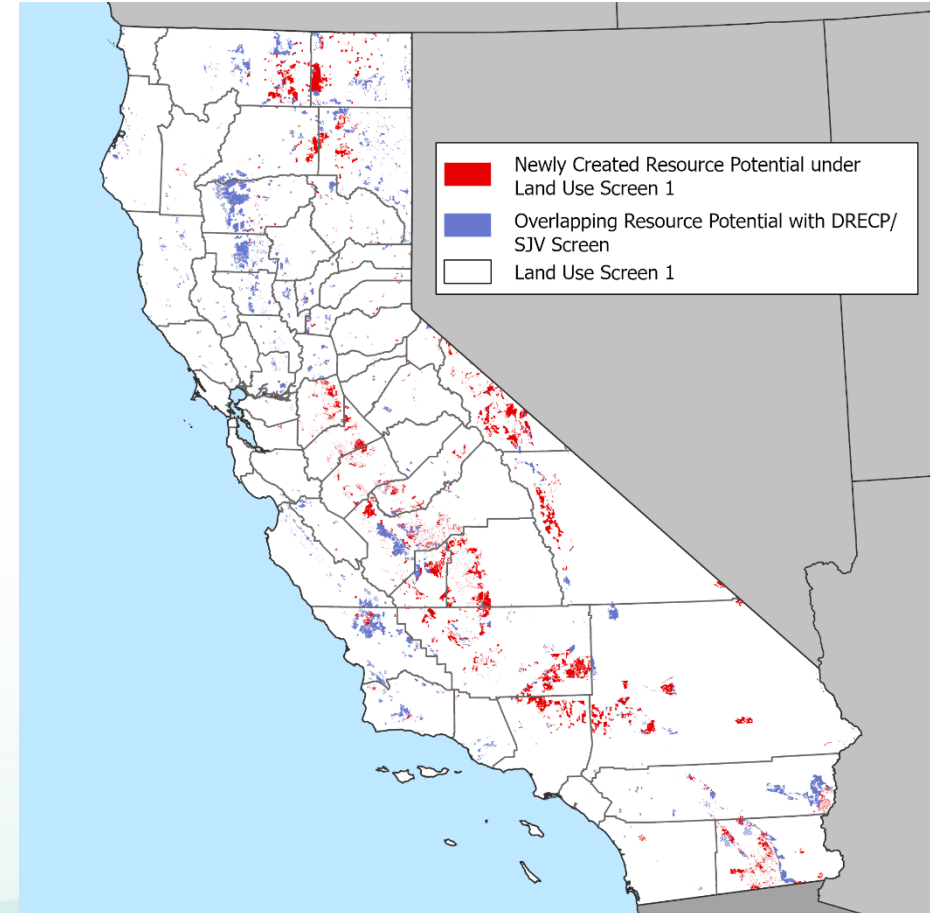 Newly Created Resource Potential under
Land Use Screen 1
Overlapping Resource Potential with DRECP/
SJV Screen
Land Use Screen 1